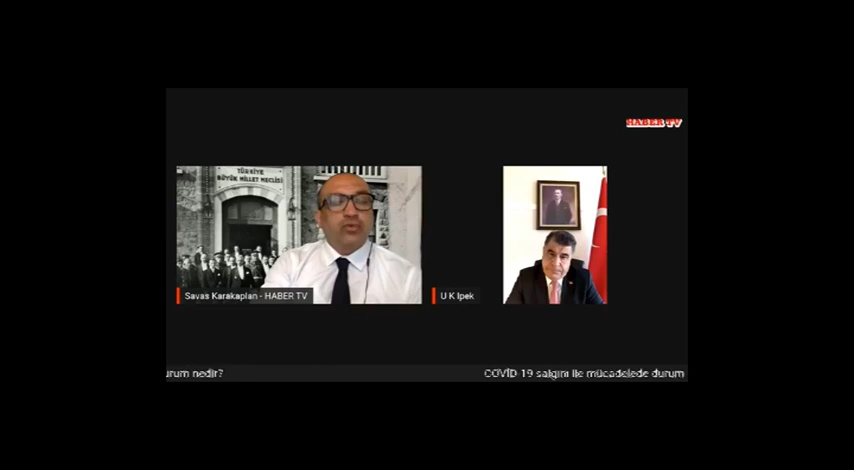 HABER TV
TÜRKİYE
BÜYÜK MİLLET MECLİSİ
Savas Karakaplan - HABER TV
U K Ipek
urum nedir?
COVİD-19 salgını ile mücadelede durum